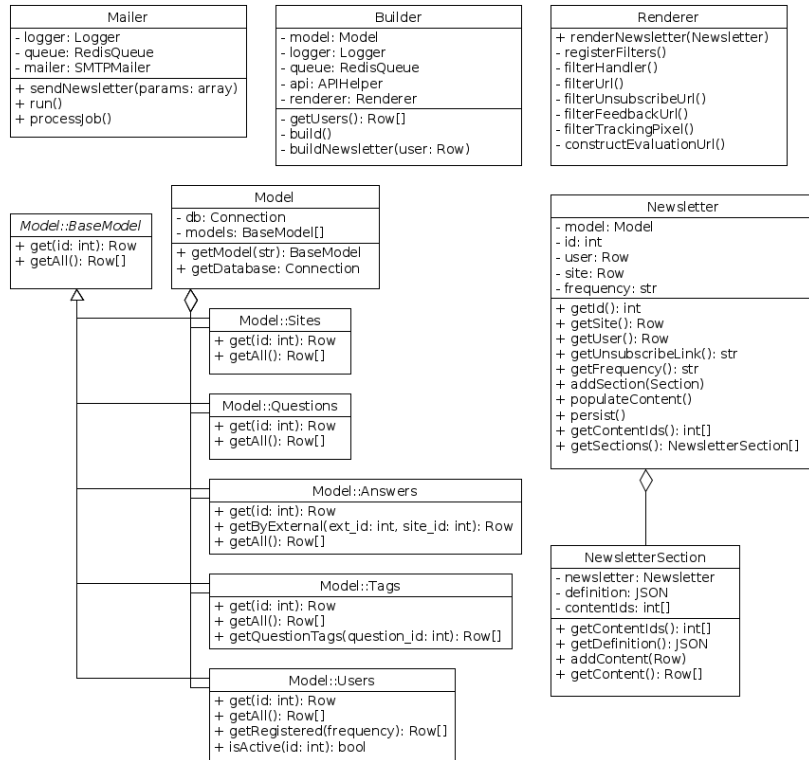 Mailer
- logger: Logger
- queue: RedisQueue
- mailer: SMTPMailer
+ sendNewsletter(params: array)
+ run()
+ processJob()
Builder
- model: Model
- logger: Logger
- queue: RedisQueue
- api: APIHelper
- renderer: Renderer
- getUsers(): Row[]
- build()
- buildNewsletter(user: Row)
Renderer
+ renderNewsletter(Newsletter)
- registerFilters()
- filterHandler()
- filterUrl()
- filterUnsubscribeUrl()
- filterFeedbackUrl()
- filterTrackingPixel()
- constructEvaluationUrl()
Model::BaseModel
+ get(id: int): Row
+ getAll(): Row[]
Model
- db: Connection
- models: BaseModel[]
+ getModel(str): BaseModel
+ getDatabase: Connection
Model::Sites
+ get(id: int): Row
+ getAll(): Row[]
Model::Questions
+ get(id: int): Row
+ getAll(): Row[]
Model::Answers
+ get(id: int): Row
+ getByExternal(ext_id: int, site_id: int): Row
+ getAll(): Row[]
Model::Tags
+ get(id: int): Row
+ getAll(): Row[]
+ getQuestionTags(question_id: int): Row[]
Model::Users
+ get(id: int): Row
+ getAll(): Row[]
+ getRegistered(frequency): Row[]
+ isActive(id: int): bool
Newsletter
- model: Model
- id: int
- user: Row
- site: Row
- frequency: str
+ getId(): int
+ getSite(): Row
+ getUser(): Row
+ getUnsubscribeLink(): str
+ getFrequency(): str
+ addSection(Section)
+ populateContent()
+ persist()
+ getContentIds(): int[]
+ getSections(): NewsletterSection[]
NewsletterSection
- newsletter: Newsletter
- definition: JSON
- contentIds: int[]
+ getContentIds(): int[]
+ getDefinition(): JSON
+ addContent(Row)
+ getContent(): Row[]